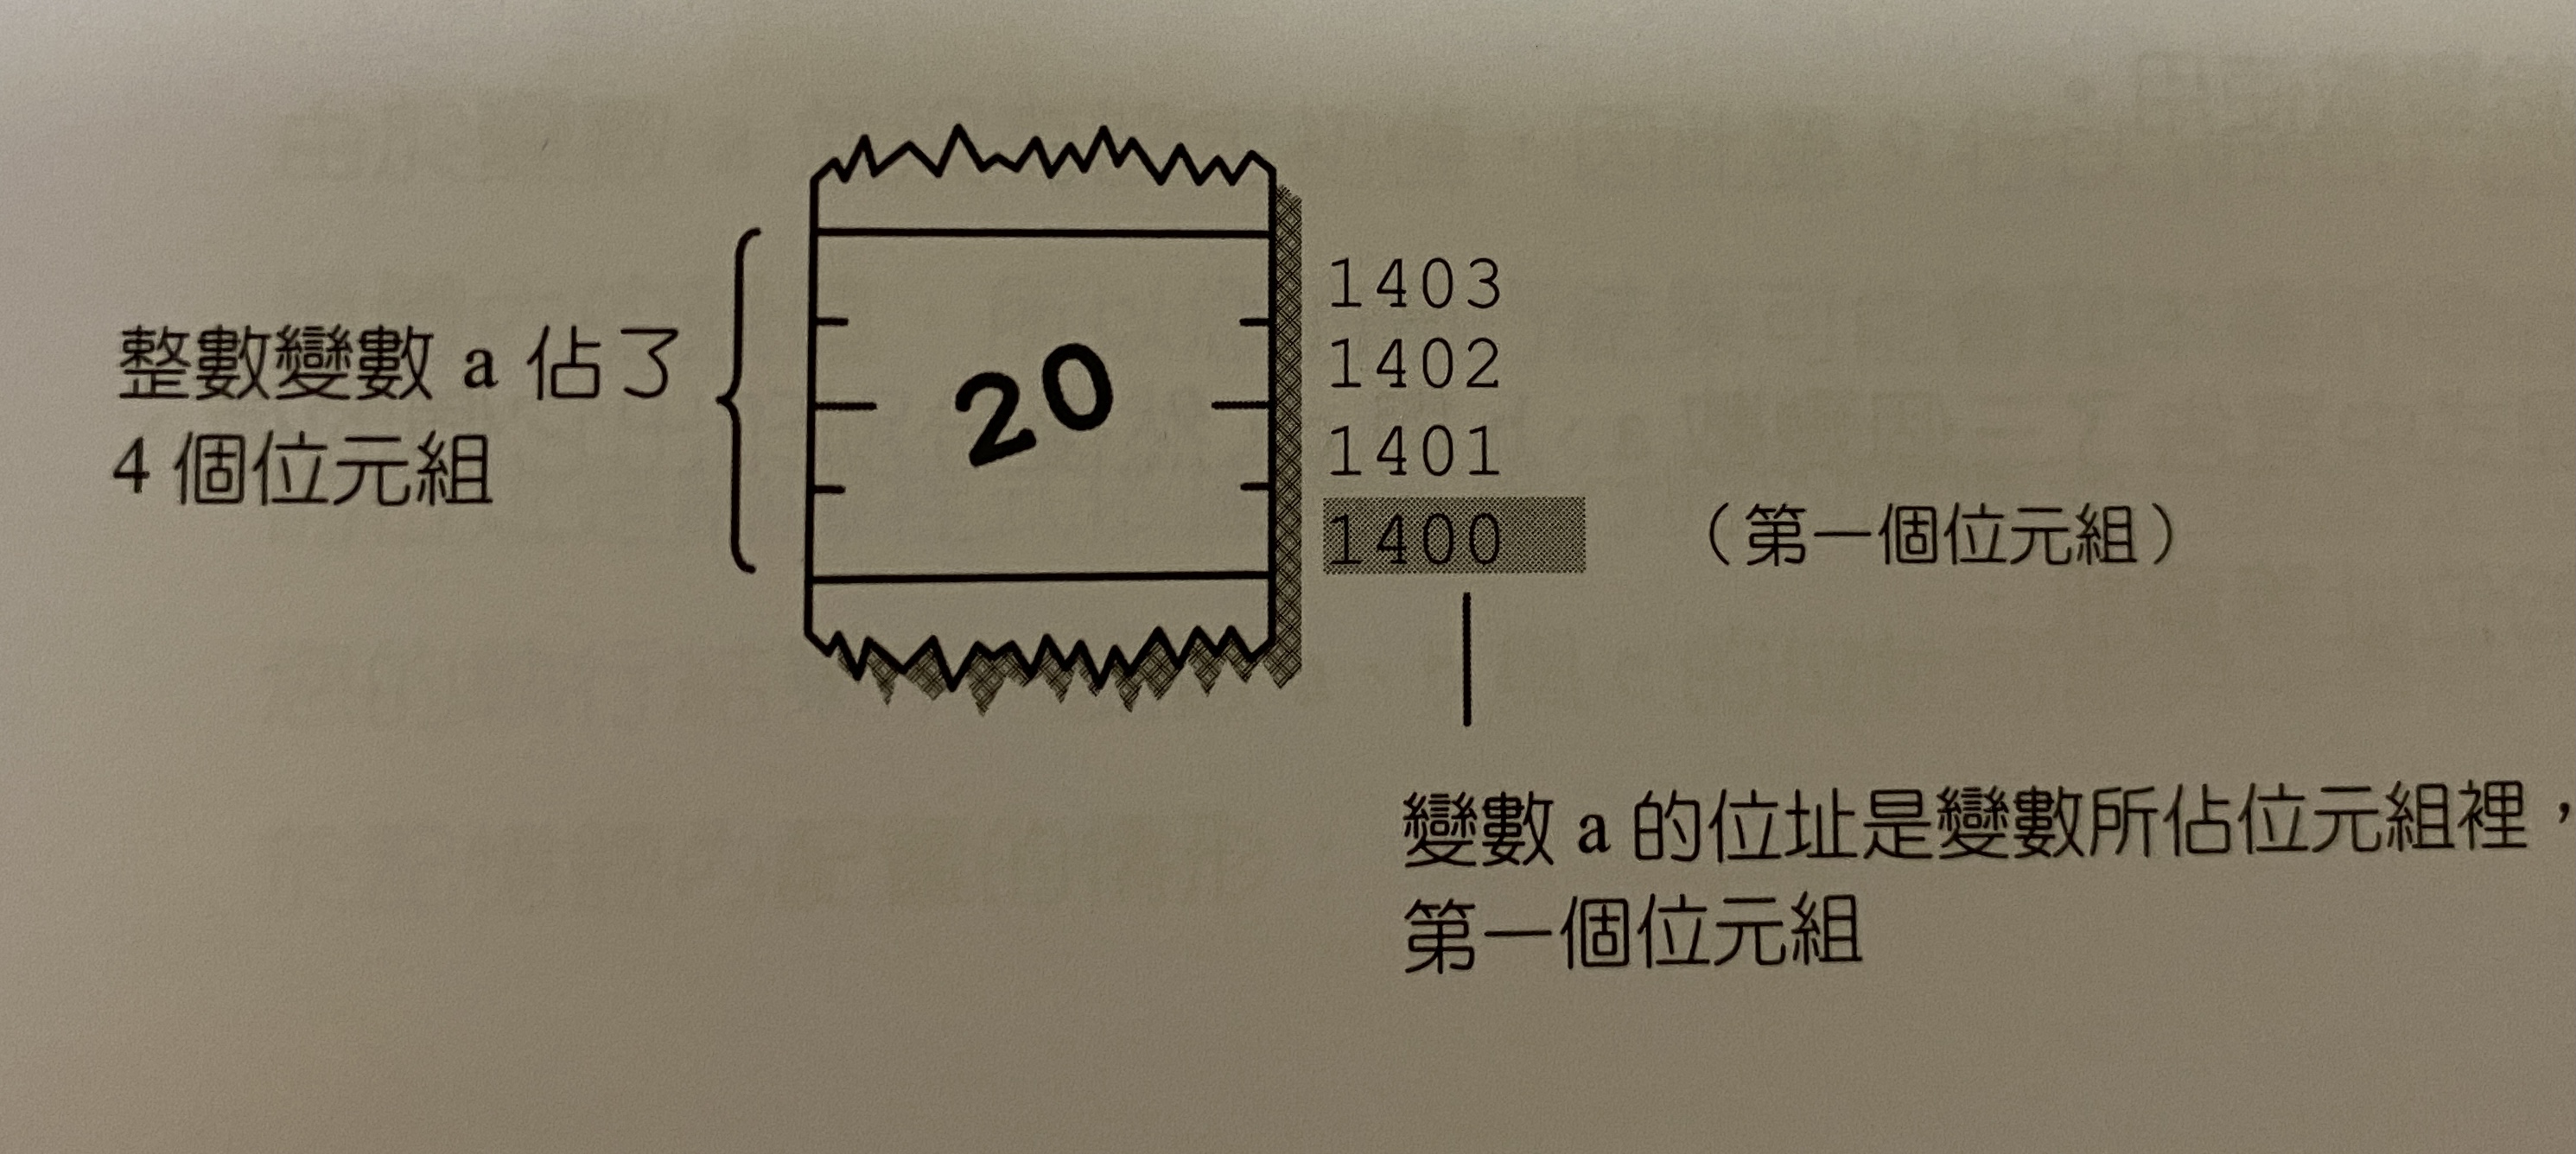 1403
整數變數 a 佔了
20
1402
4 個位元組
1401
1400
（第一個位元組）
變數 a 的位址是變數所佔位元組裡，
第一個位元組